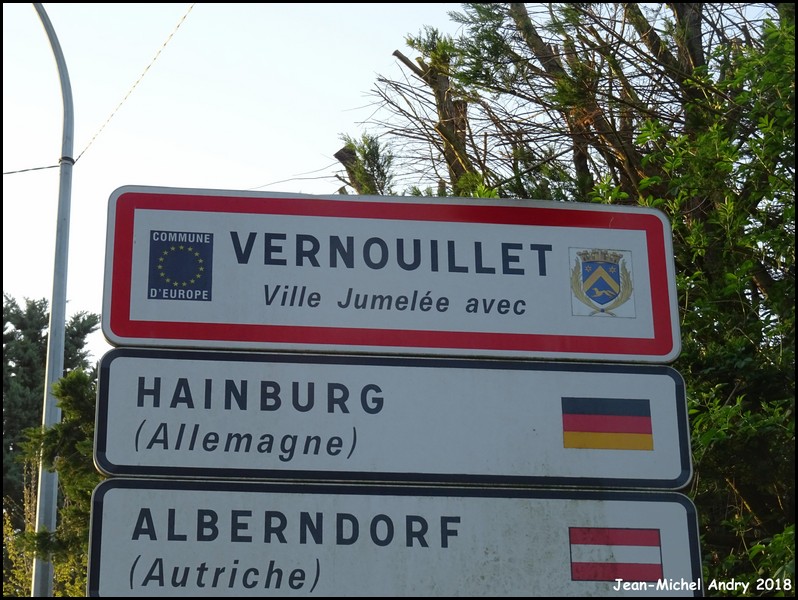 COMMUNE
D'EUROPE
VERNOUILLET
Ville Jumelée avec
HAINBURG
(Allemagne)
ALBERNDORF
(Autriche)
Jean-Michel Andry 2018